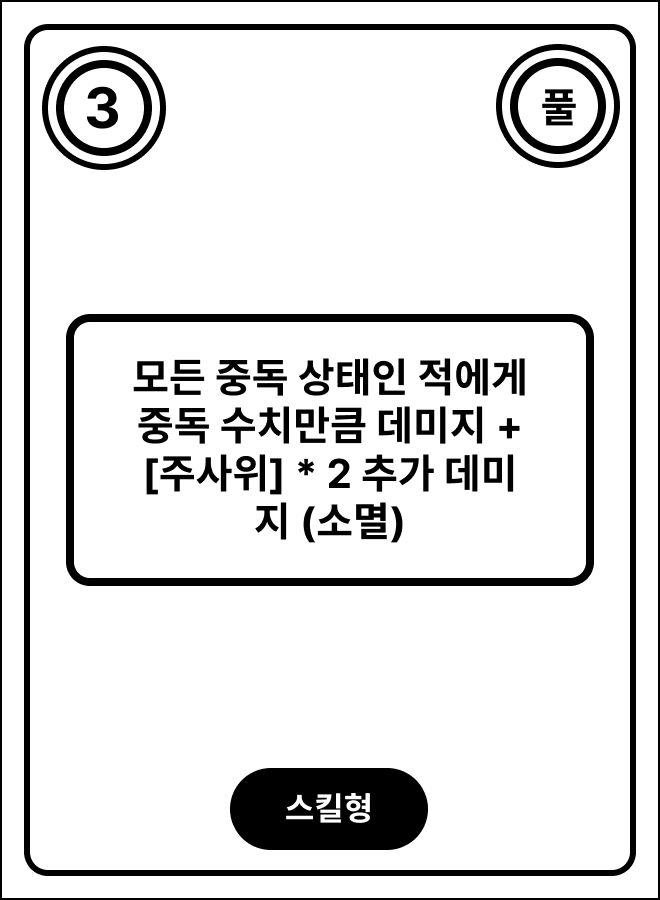 3
풀
모든 중독 상태인 적에게
중독 수치만큼 데미지 +
[주사위] * 2 추가 데미
지 (소멸)
스킬형